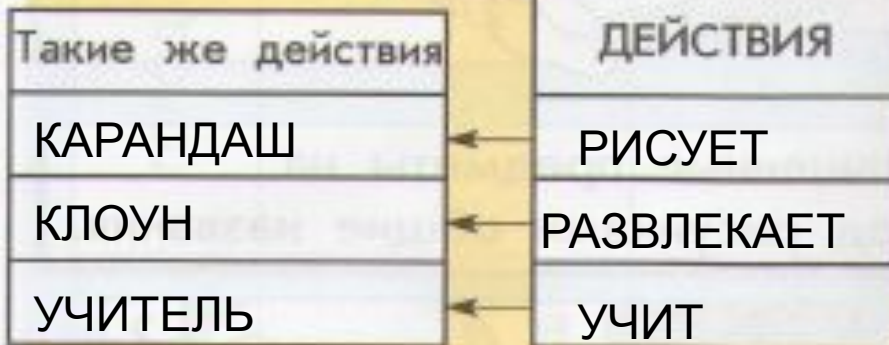 Такие же действия
ДЕЙСТВИЯ
КАРАНДАШ
РИСУЕТ
КЛОУН
РАЗВЛЕКАЕТ
УЧИТЕЛЬ
УЧИТ